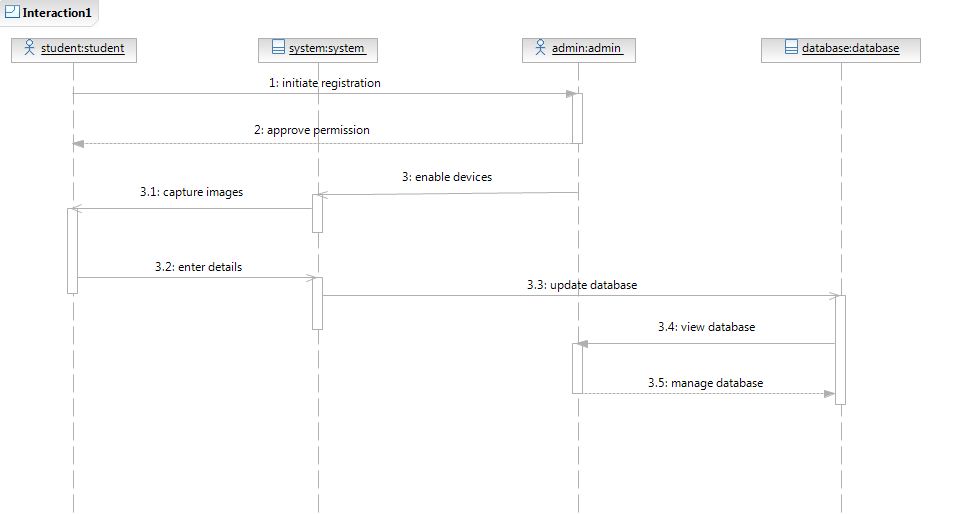 Interaction1
student:student
system:system
admin:admin
database:database
1: initiate registration
2: approve permission
3: enable devices
3.1: capture images
3.2: enter details
3.3: update database
3.4: view database
3.5: manage database